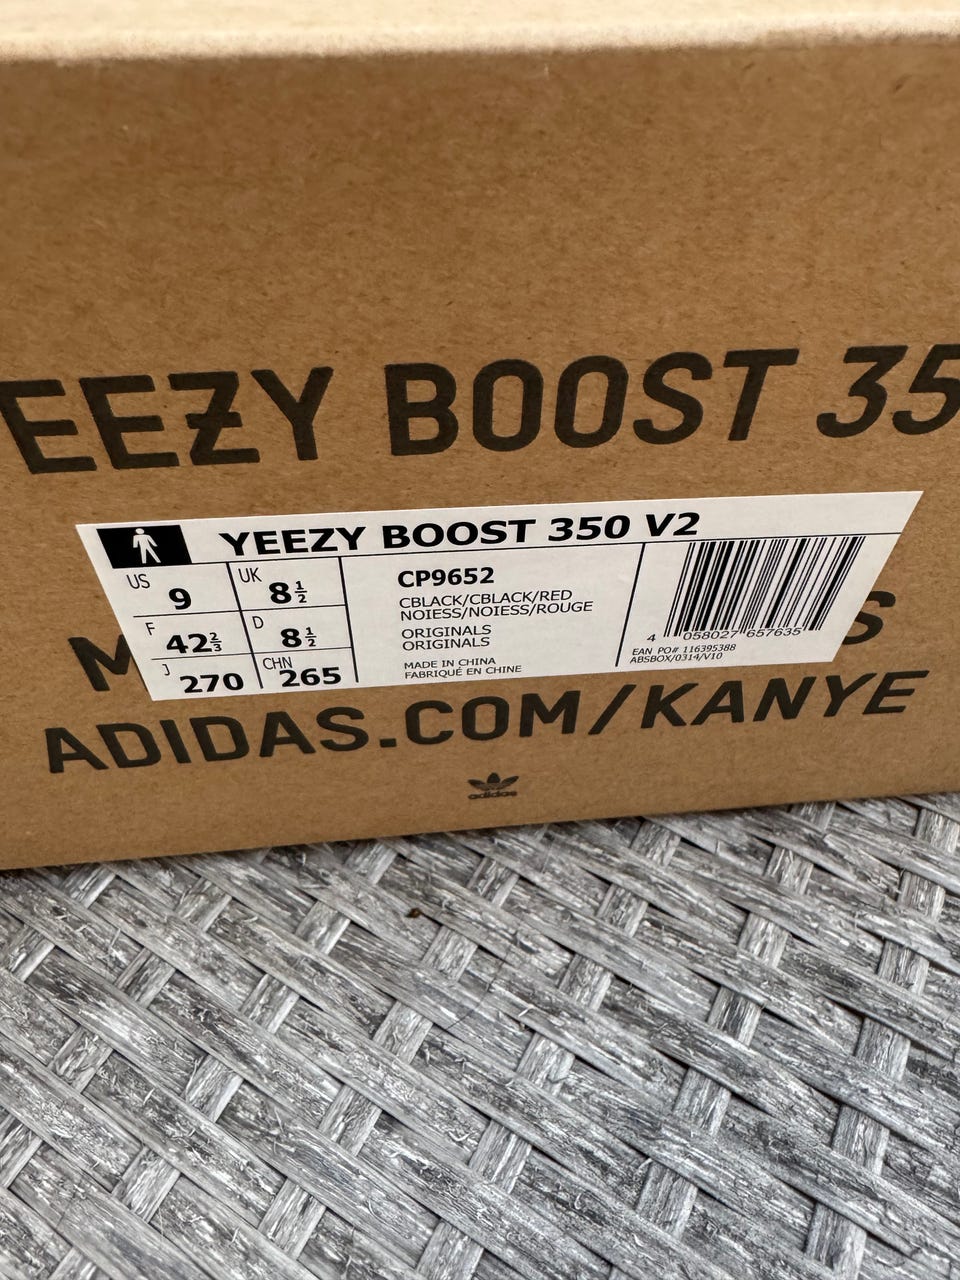 EEZY BOOST 35
YEEZY BOOST 350 V2
US 9 UK 8½
F 42⅔ D 8½
J 270 CHN 265
CP9652
CBLACK/CBLACK/RED
NOIESS/NOIESS/ROUGE
ORIGINALS
ORIGINALS
MADE IN CHINA
FABRIQUÉ EN CHINE
4 058027 657635
EAN PO# 116395388
ABSBOX/0314/V10
M S
ADIDAS.COM/KANYE
adidas